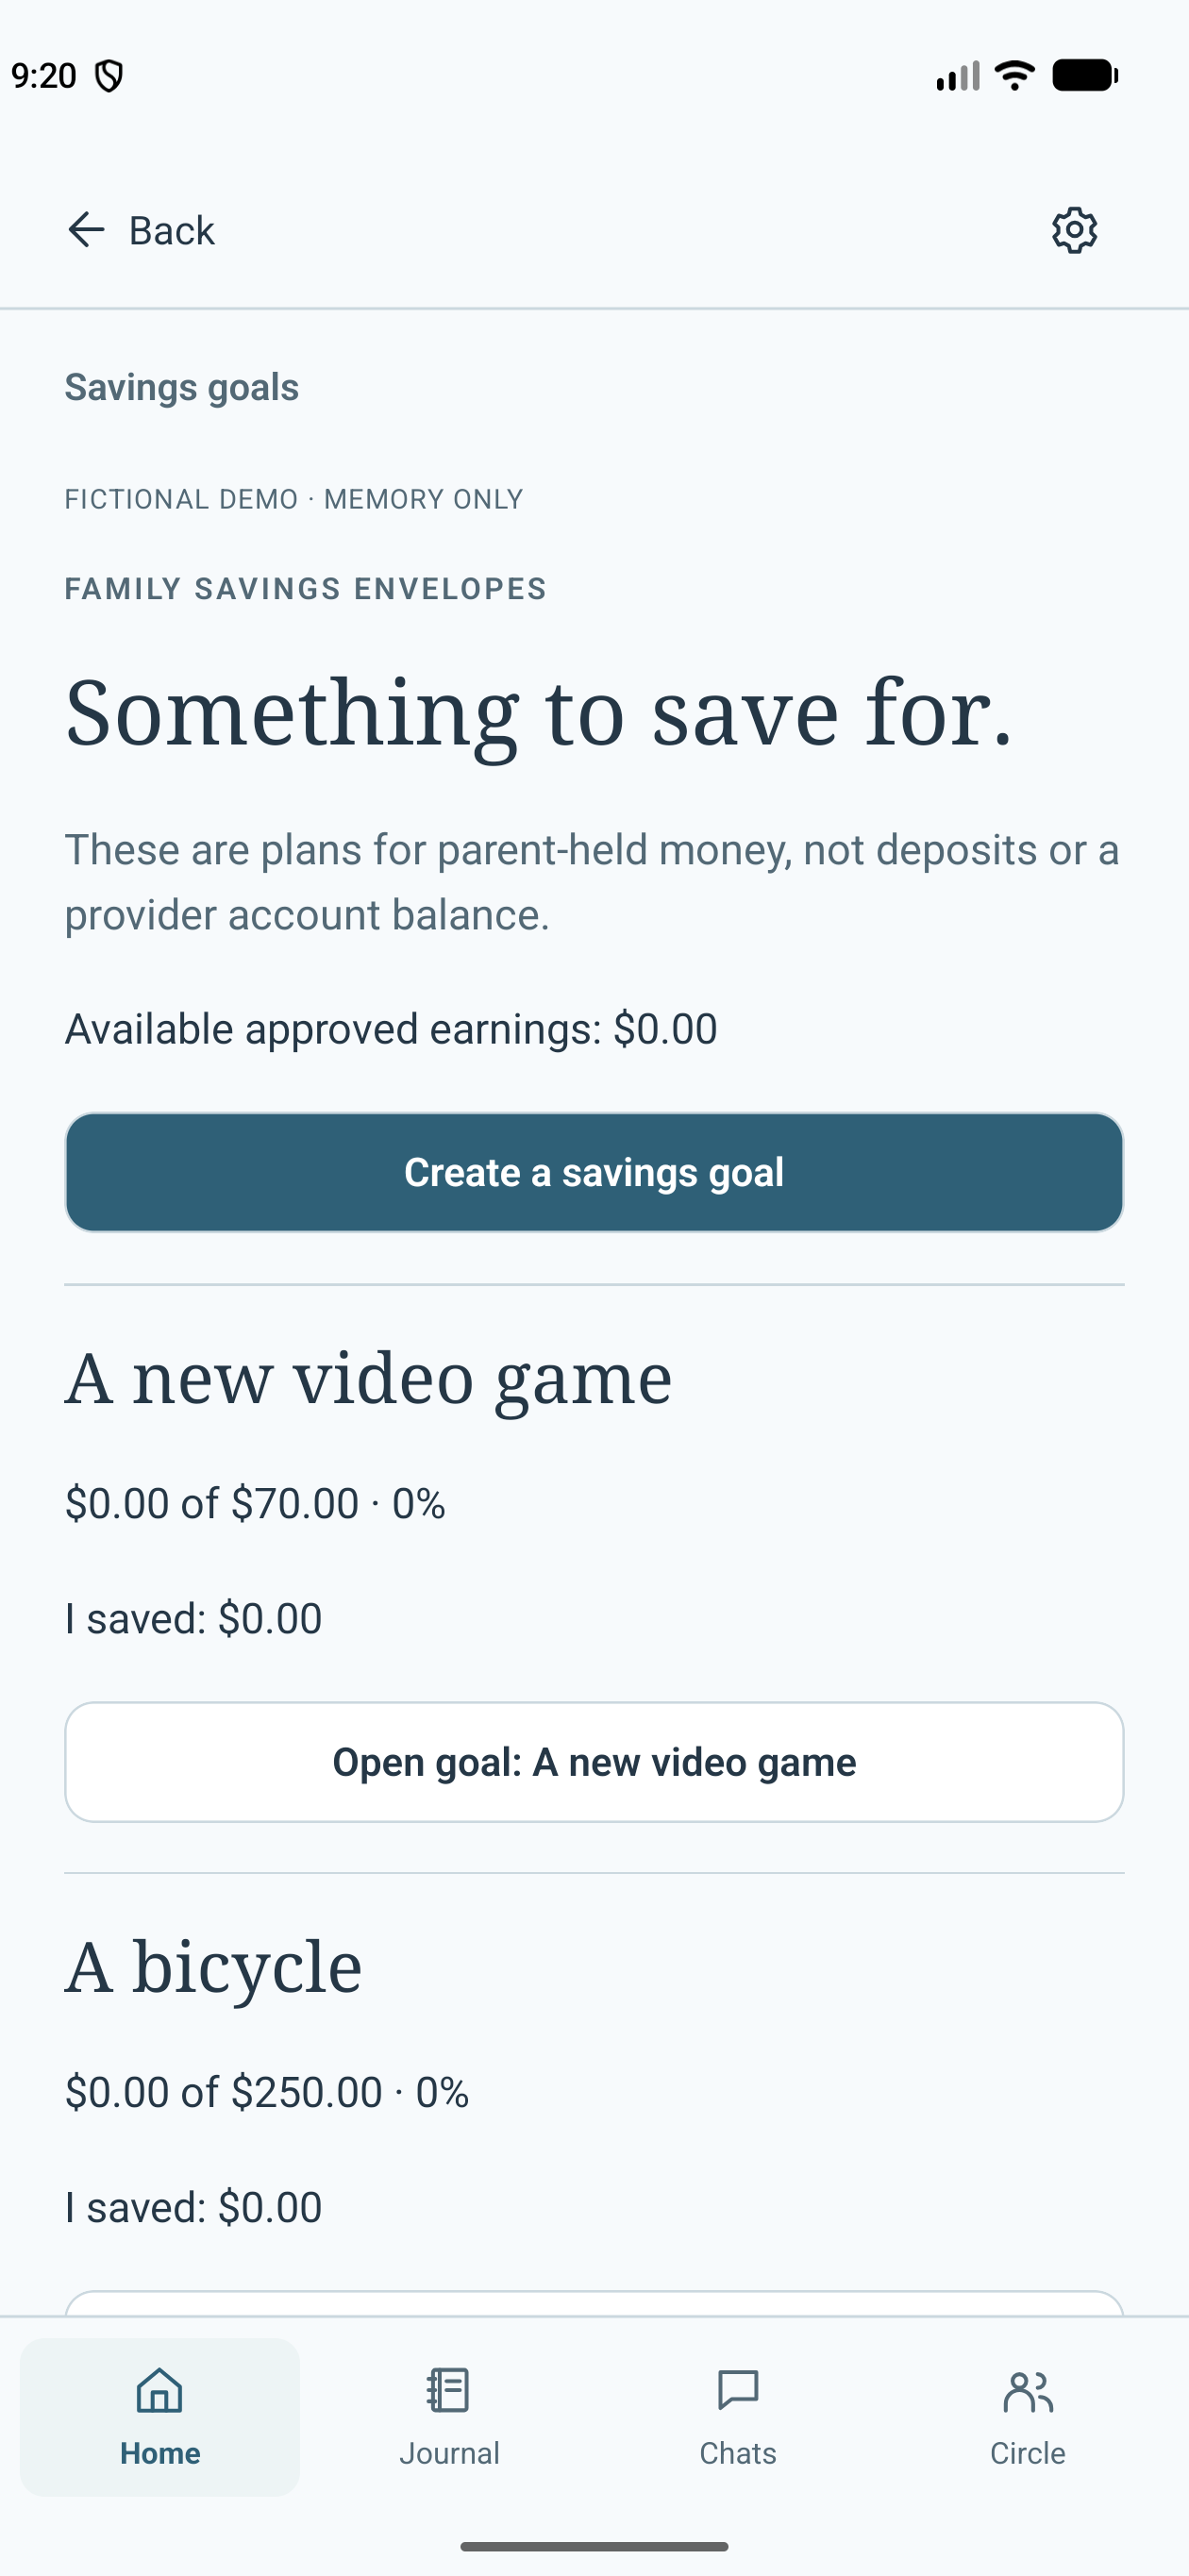 9:20
Back
Savings goals
FICTIONAL DEMO · MEMORY ONLY
FAMILY SAVINGS ENVELOPES
Something to save for.
These are plans for parent-held money, not deposits or a
provider account balance.
Available approved earnings: $0.00
Create a savings goal
A new video game
$0.00 of $70.00 · 0%
I saved: $0.00
Open goal: A new video game
A bicycle
$0.00 of $250.00 · 0%
I saved: $0.00
Home
Journal
Chats
Circle